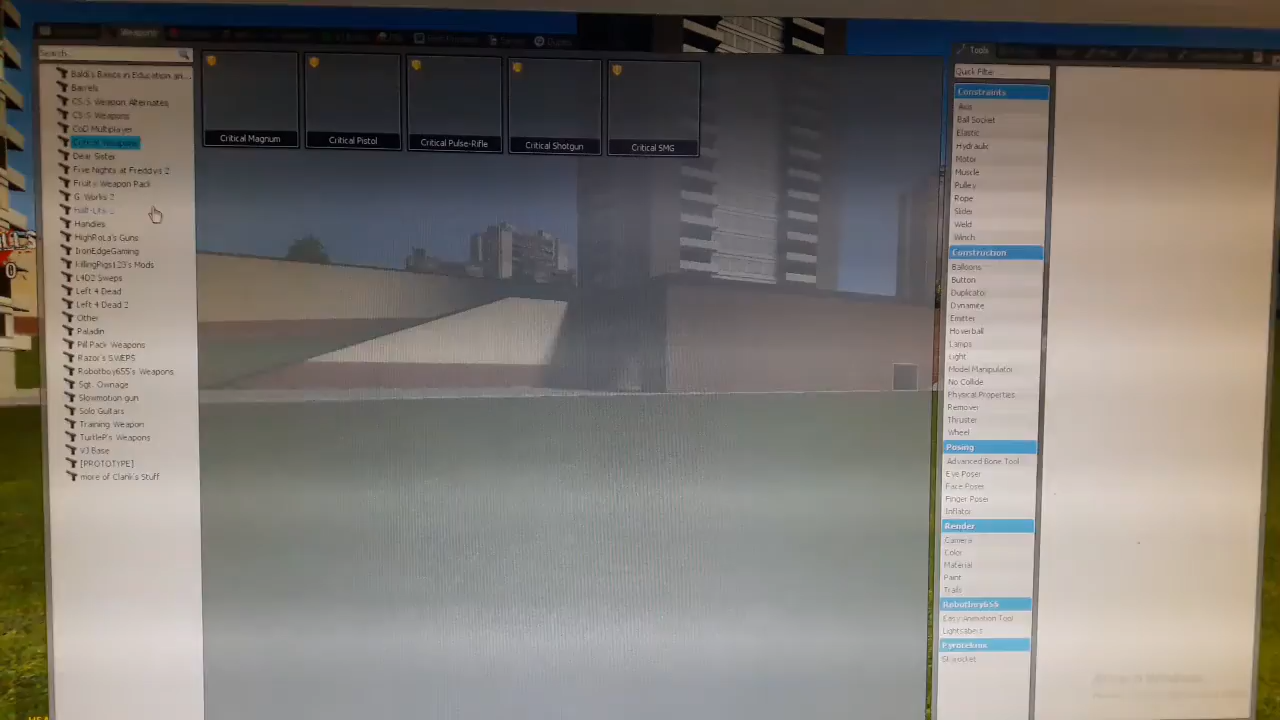 Weapons
Search...
Baldi's Basics in Education an...
Barrels
CS:S Weapon Alternates
CS:S Weapons
CoD Multiplayer
Critical Weapons
Dear Sister
Five Nights at Freddys 2
Fruity Weapon Pack
G Works 2
Half-Life 2
Handies
HighRoLa's Guns
IronEdgeGaming
KillingPigs123's Mods
L4D2 Sweps
Left 4 Dead
Left 4 Dead 2
Other
Paladin
Pill Pack Weapons
Razor's SWEPS
Robotboy655's Weapons
Sgt. Ownage
Slowmotion gun
Solo Guitars
Training Weapon
TurtleP's Weapons
VJ Base
[PROTOTYPE]
more of Clark's Stuff
Critical Magnum
Critical Pistol
Critical Pulse-Rifle
Critical Shotgun
Critical SMG
Tools
Quick Filter
Constraints
Axis
Ball Socket
Elastic
Hydraulic
Motor
Muscle
Pulley
Rope
Slider
Weld
Winch
Construction
Balloons
Button
Duplicator
Dynamite
Emitter
Hoverball
Lamps
Light
Model Manipulator
No Collide
Physical Properties
Remover
Thruster
Wheel
Posing
Advanced Bone Tool
Eye Poser
Face Poser
Finger Poser
Inflator
Render
Camera
Color
Material
Paint
Trails
Robotboy655
Easy Animation Tool
Lightsabers